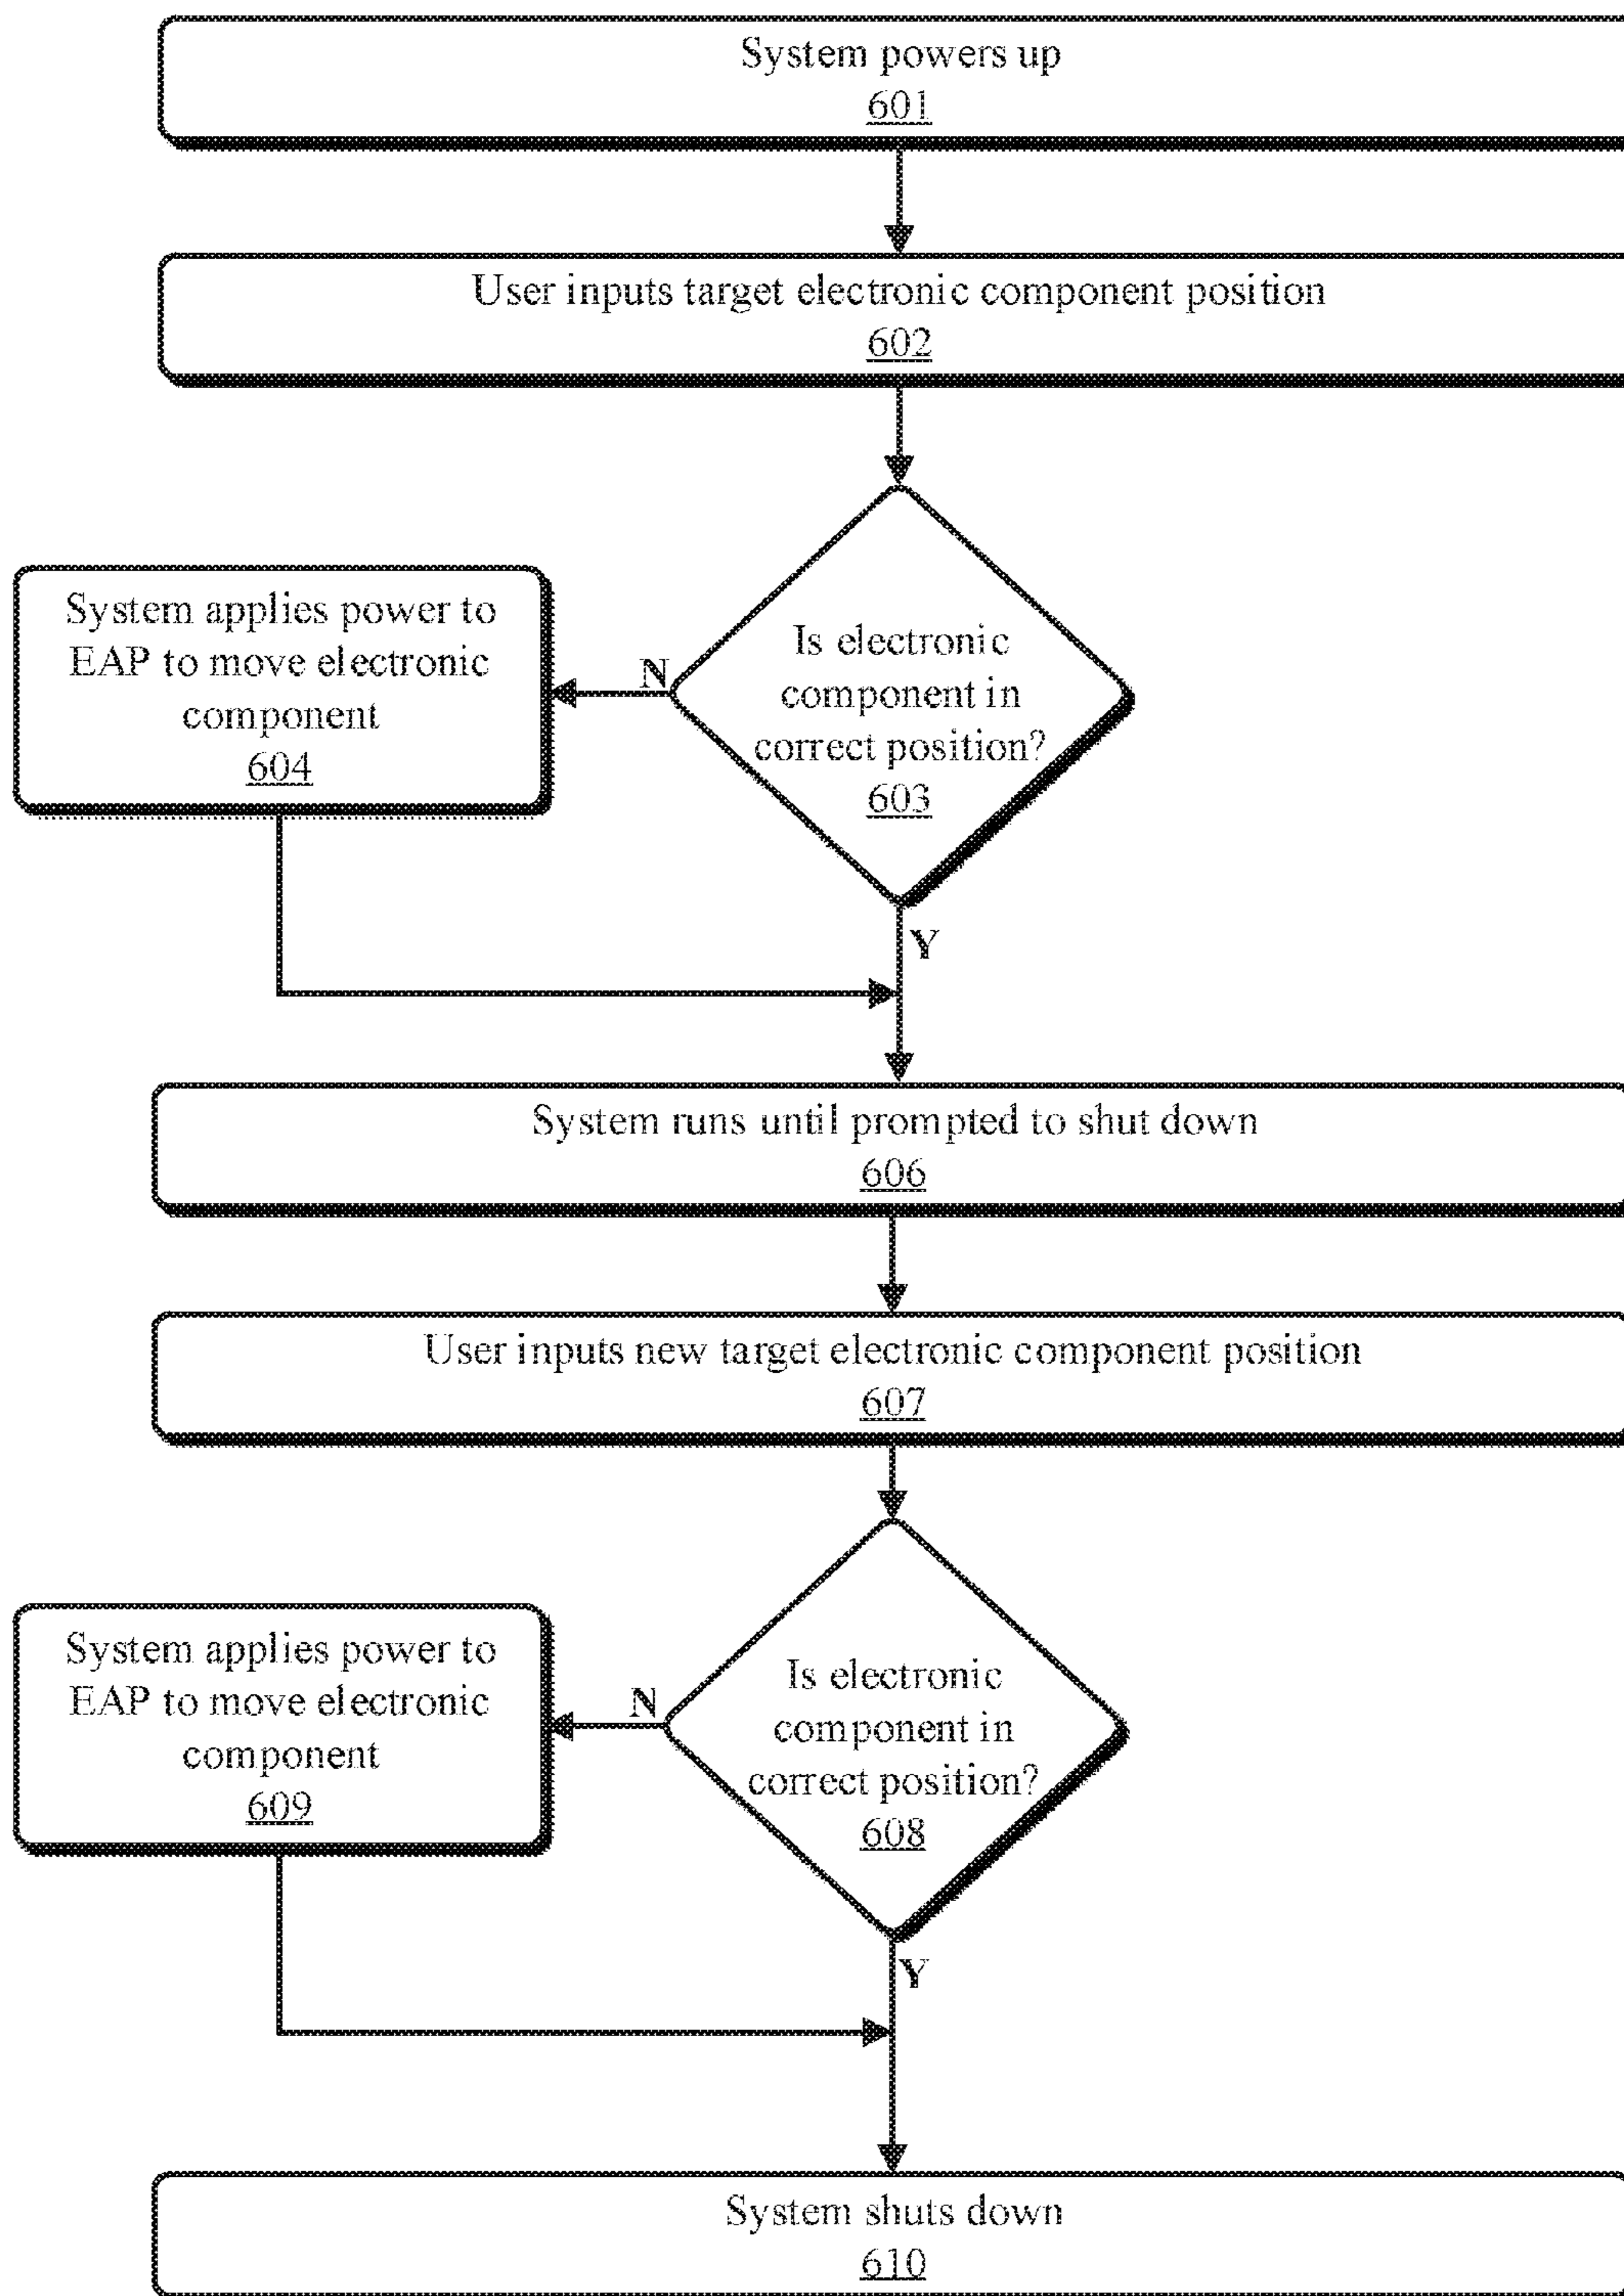 System powers up
601
User inputs target electronic component position
602
System applies power to
EAP to move electronic
component
604
N
Is electronic
component in
correct position?
603
Y
System runs until prompted to shut down
606
User inputs new target electronic component position
607
System applies power to
EAP to move electronic
component
609
N
Is electronic
component in
correct position?
608
Y
System shuts down
610